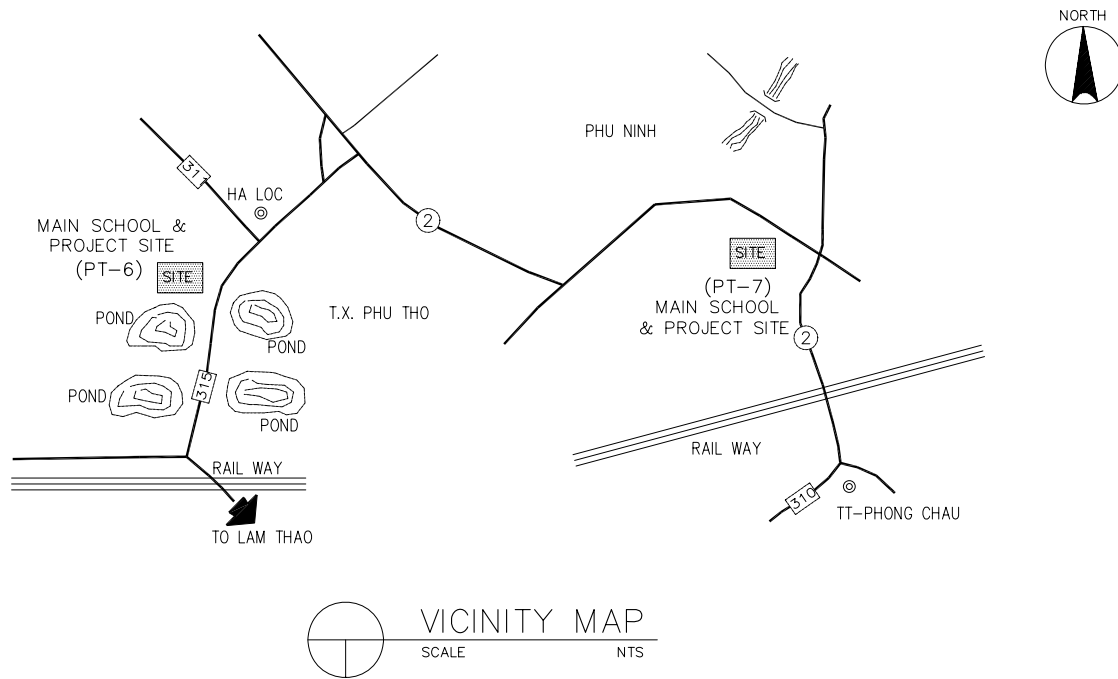 NORTH
PHU NINH
311
HA LOC
2
MAIN SCHOOL &
PROJECT SITE
(PT-6)
SITE
SITE
(PT-7)
MAIN SCHOOL
& PROJECT SITE
2
POND
T.X. PHU THO
POND
POND
315
POND
RAIL WAY
RAIL WAY
310
TT-PHONG CHAU
TO LAM THAO
VICINITY MAP
SCALE NTS